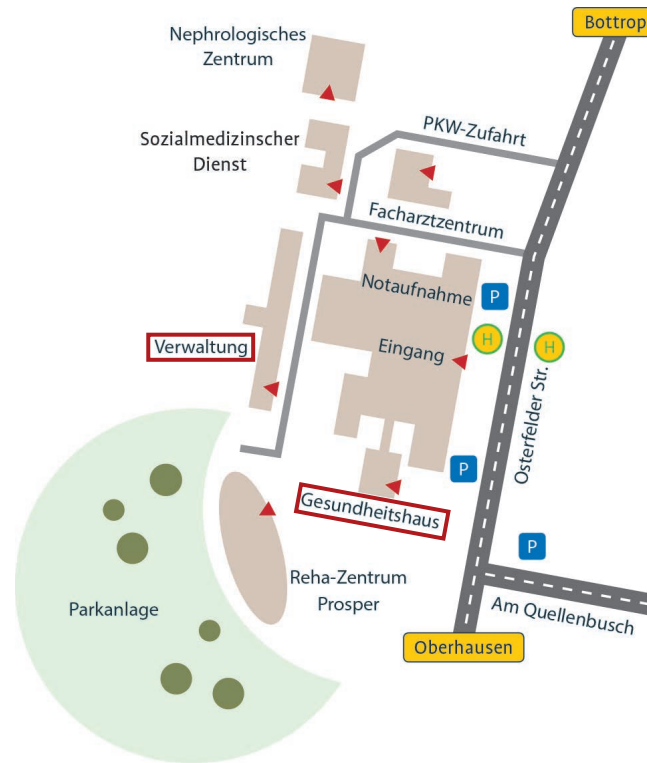 Bottrop
Nephrologisches
Zentrum
PKW-Zufahrt
Sozialmedizinscher
Dienst
Facharztzentrum
Notaufnahme
P
H
H
Verwaltung
Eingang
Osterfelder Str.
P
Gesundheitshaus
P
Reha-Zentrum
Prosper
Parkanlage
Am Quellenbusch
Oberhausen